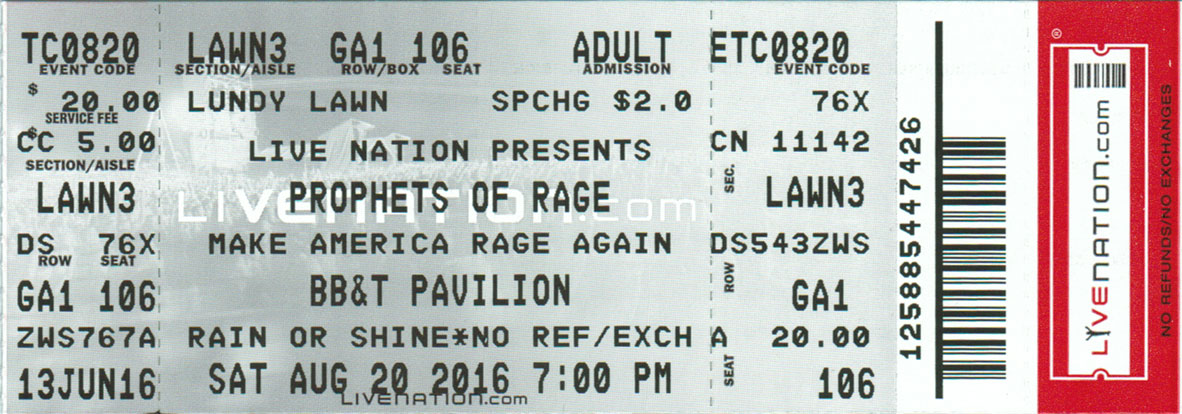 TC0820 LAWN3 GA1 106 ADULT ETC0820
EVENT CODE SECTION/AISLE ROW/BOX SEAT ADMISSION EVENT CODE
$ 20.00 LUNDY LAWN SPCHG $2.0 76X
SERVICE FEE
$
CC 5.00 LIVE NATION PRESENTS CN 11142
SECTION/AISLE
SEC.
LAWN3 PROPHETS OF RAGE LAWN3
LIVENATION.com
DS 76X MAKE AMERICA RAGE AGAIN DS543ZWS
ROW SEAT
ROW
GA1 106 BB&T PAVILION GA1
ZWS767A RAIN OR SHINE*NO REF/EXCH A 20.00
13JUN16 SAT AUG 20 2016 7:00 PM SEAT 106
LIVENATION.com
1258854447426
®
LIVENATION.com
NO REFUNDS/NO EXCHANGES